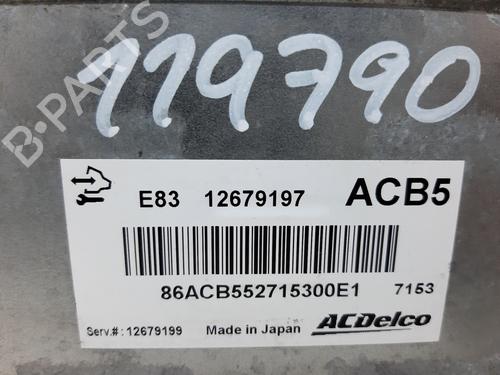 119790
B-PARTS
E83 12679197 ACB5
86ACB552715300E1 7153
Serv.#: 12679199 Made in Japan ACDelco